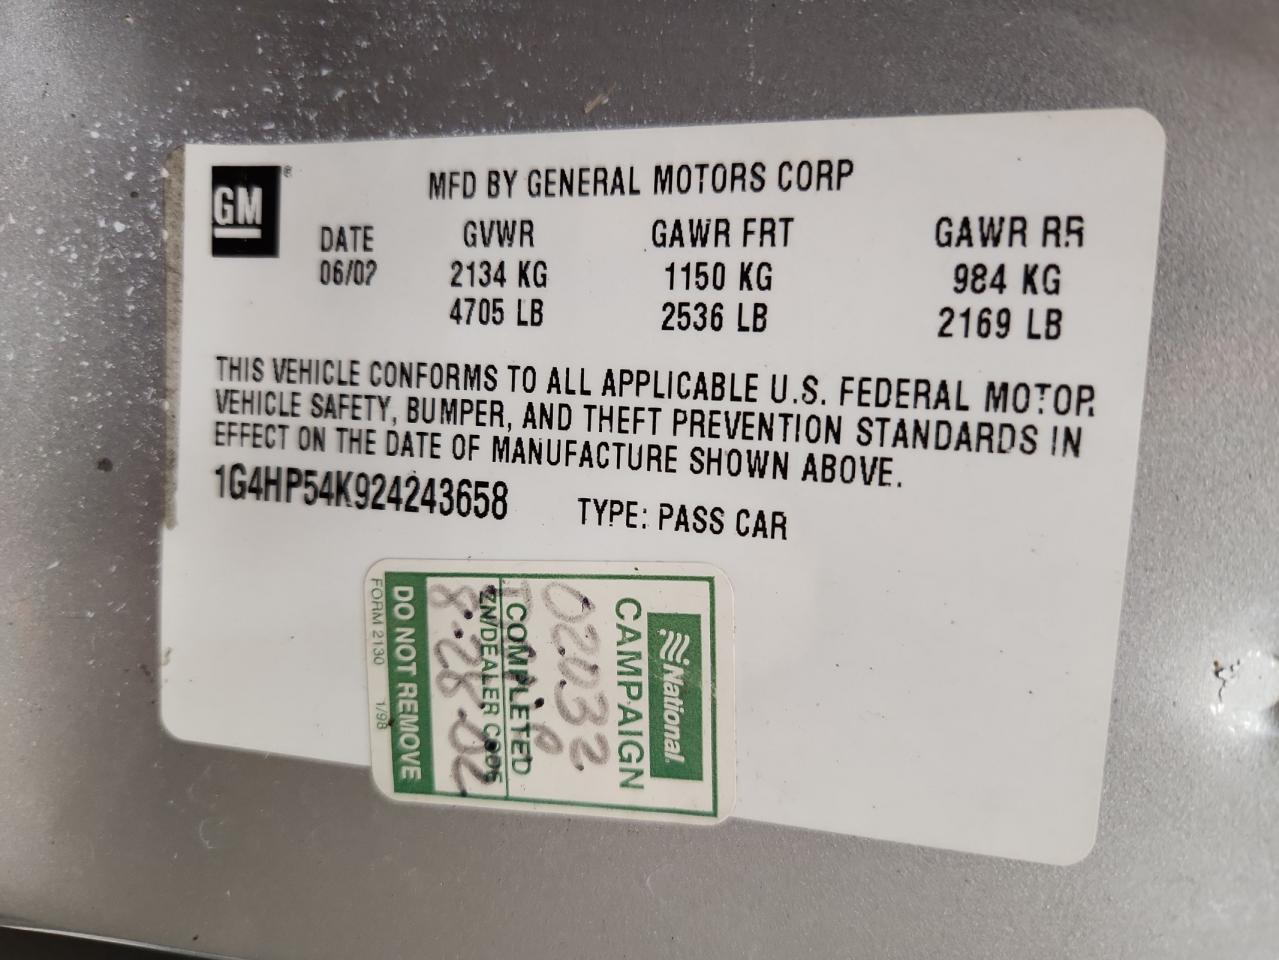 GM
MFD BY GENERAL MOTORS CORP
DATE GVWR GAWR FRT GAWR RR
06/02 2134 KG 1150 KG 984 KG
4705 LB 2536 LB 2169 LB
THIS VEHICLE CONFORMS TO ALL APPLICABLE U.S. FEDERAL MOTOR
VEHICLE SAFETY, BUMPER, AND THEFT PREVENTION STANDARDS IN
EFFECT ON THE DATE OF MANUFACTURE SHOWN ABOVE.
1G4HP54K924243658 TYPE: PASS CAR
National
CAMPAIGN
02032
COMPLETED
ZN/DEALER CODE
8-28-02
DO NOT REMOVE
FORM 2130 1/98